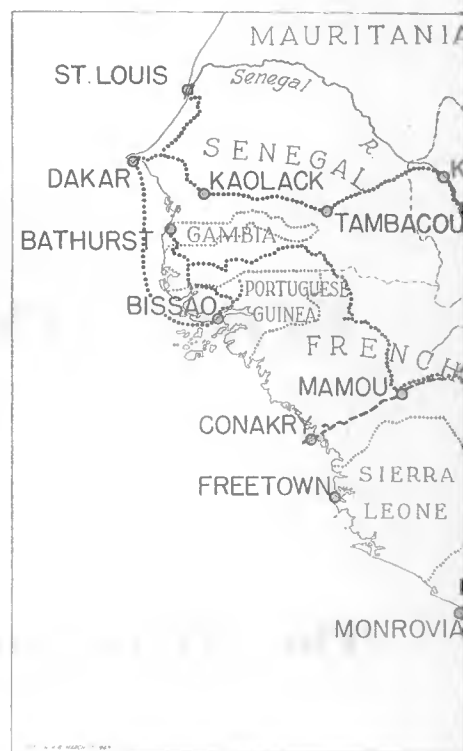 MAURITANIA
ST. LOUIS
Senegal
R.
SENEGAL
DAKAR
KAOLACK
K
TAMBACOU
BATHURST
GAMBIA
BISSAO
PORTUGUESE
GUINEA
FRENCH
MAMOU
CONAKRY
FREETOWN
SIERRA
LEONE
MONROVIA